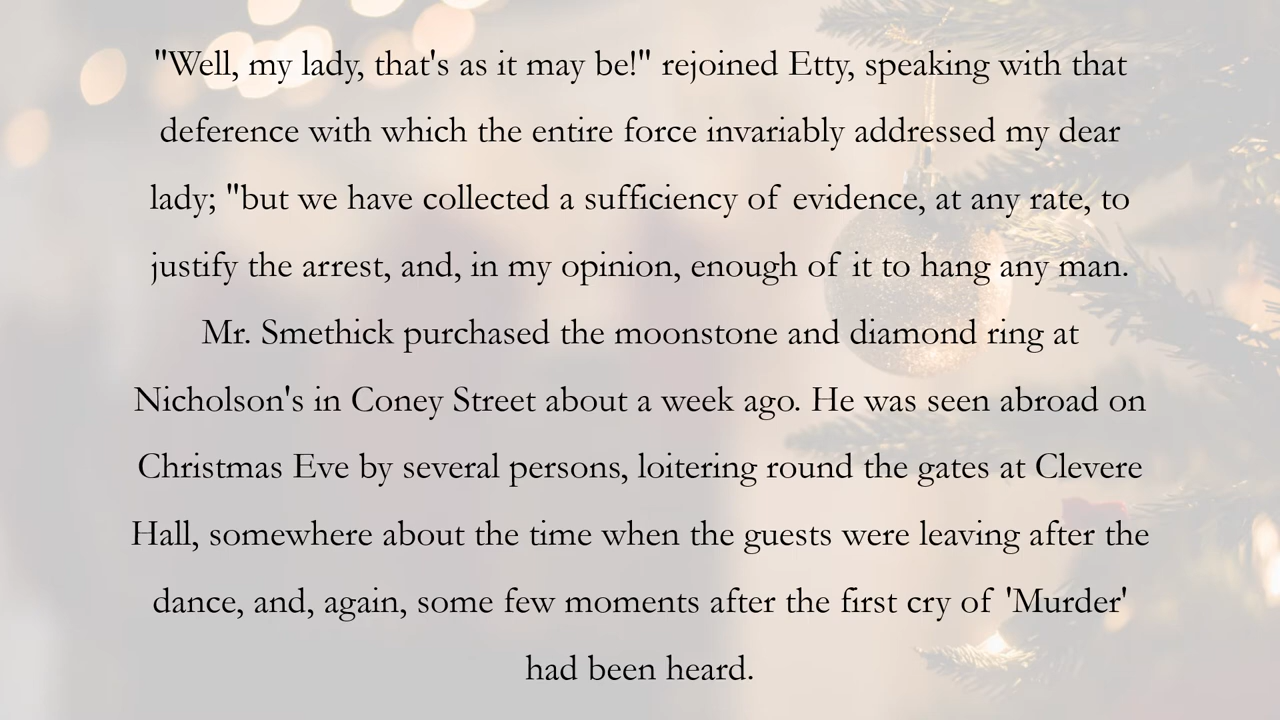 "Well, my lady, that's as it may be!" rejoined Etty, speaking with that
deference with which the entire force invariably addressed my dear
lady; "but we have collected a sufficiency of evidence, at any rate, to
justify the arrest, and, in my opinion, enough of it to hang any man.
Mr. Smethick purchased the moonstone and diamond ring at
Nicholson's in Coney Street about a week ago. He was seen abroad on
Christmas Eve by several persons, loitering round the gates at Clevere
Hall, somewhere about the time when the guests were leaving after the
dance, and, again, some few moments after the first cry of 'Murder'
had been heard.